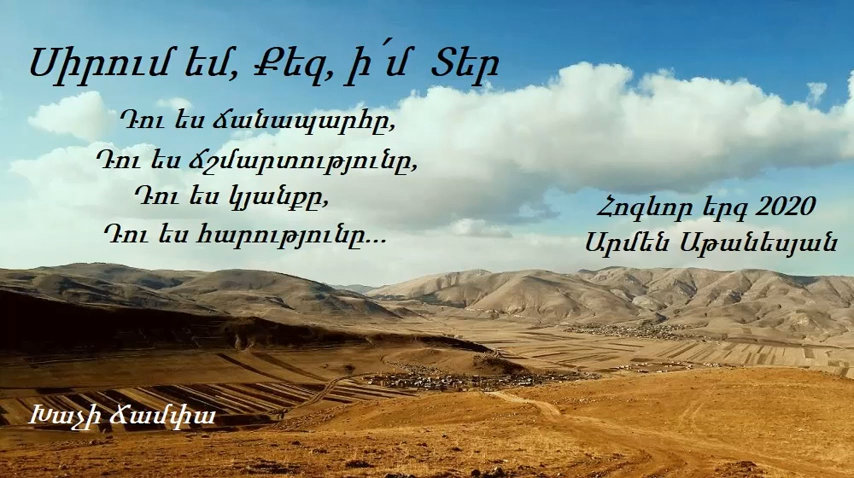 Սիրում եմ, Քեզ, ի՛մ Տեր
Դու ես ճանապարհը,
Դու ես ճշմարտությունը,
Դու ես կյանքը,
Դու ես հարությունը...
Հոգևոր երգ 2020
Արմեն Աթանեսյան
Խաչի Ճամփա